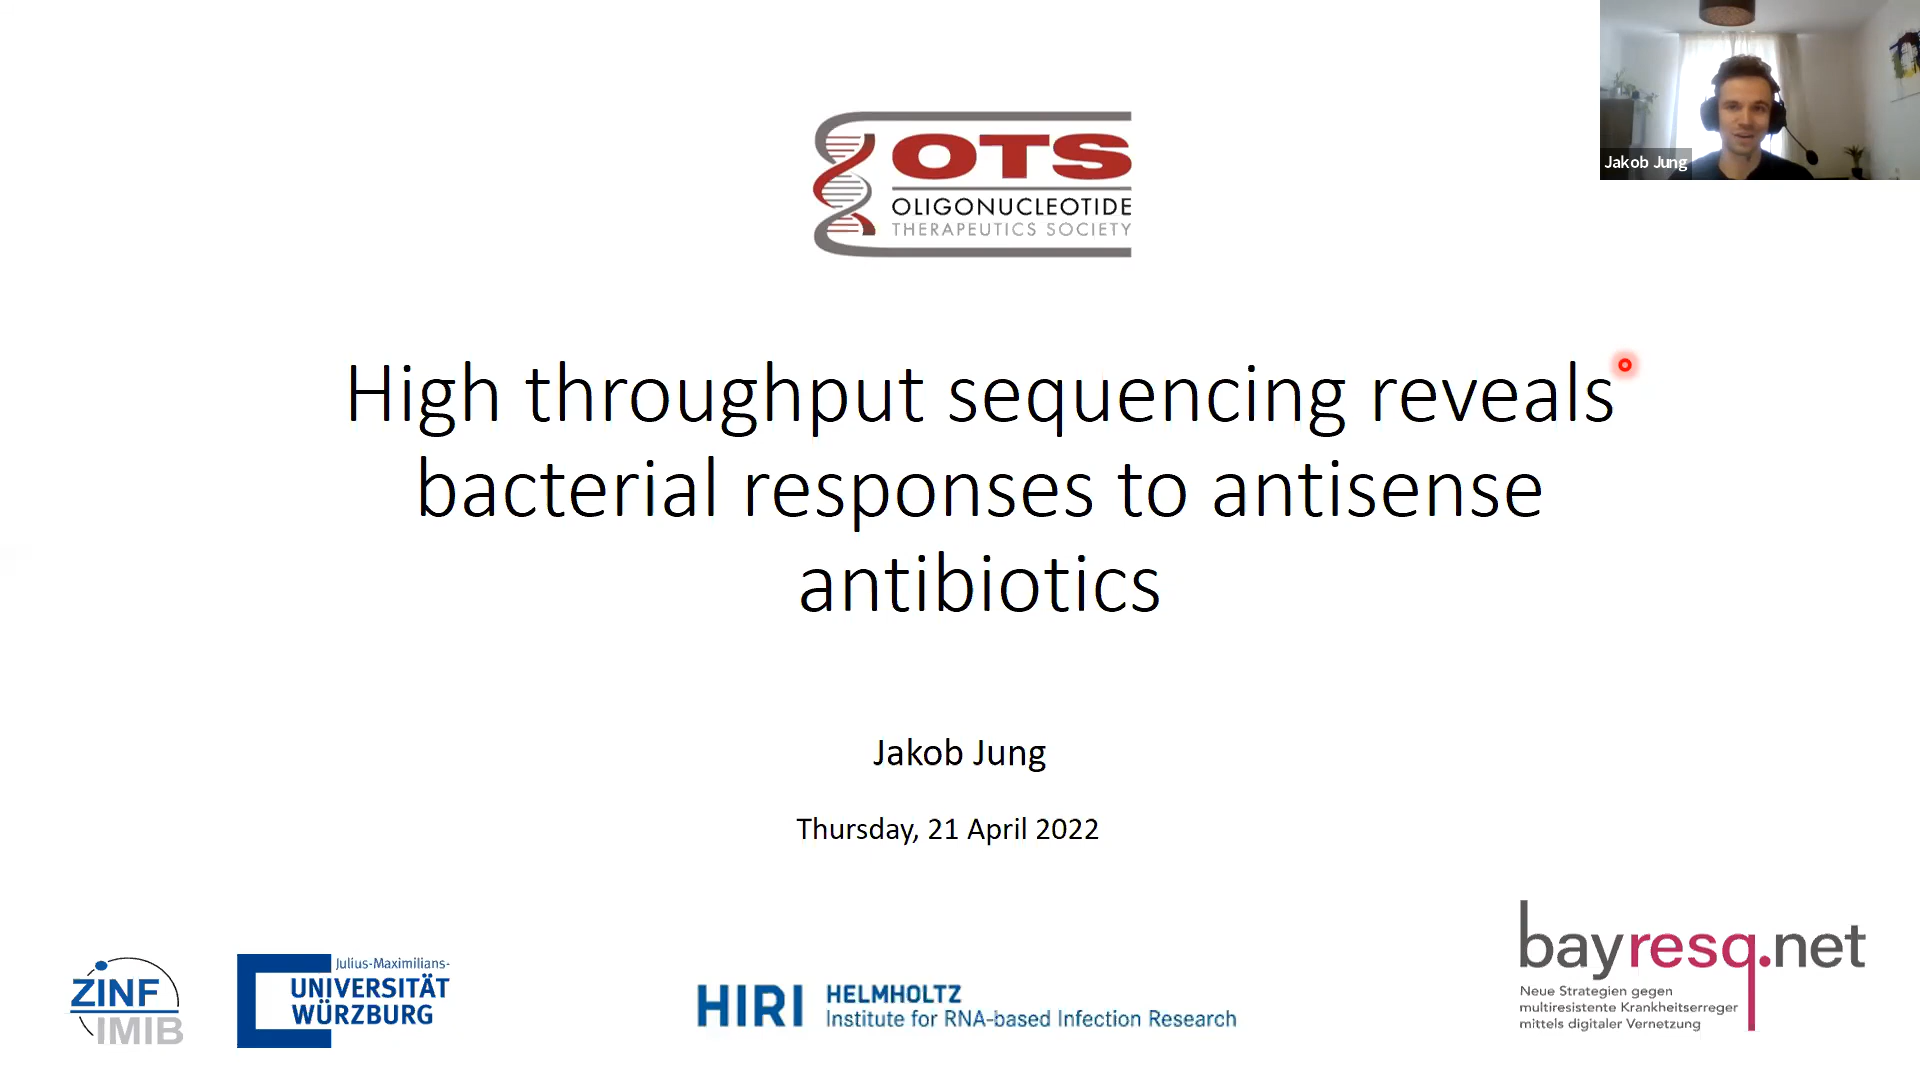 Jakob Jung
OTS
OLIGONUCLEOTIDE
THERAPEUTICS SOCIETY
High throughput sequencing reveals
bacterial responses to antisense
antibiotics
Jakob Jung
Thursday, 21 April 2022
ZINF
IMIB
Julius-Maximilians-
UNIVERSITÄT
WÜRZBURG
HIRI
HELMHOLTZ
Institute for RNA-based Infection Research
bayresq.net
Neue Strategien gegen
multiresistente Krankheitserreger
mittels digitaler Vernetzung